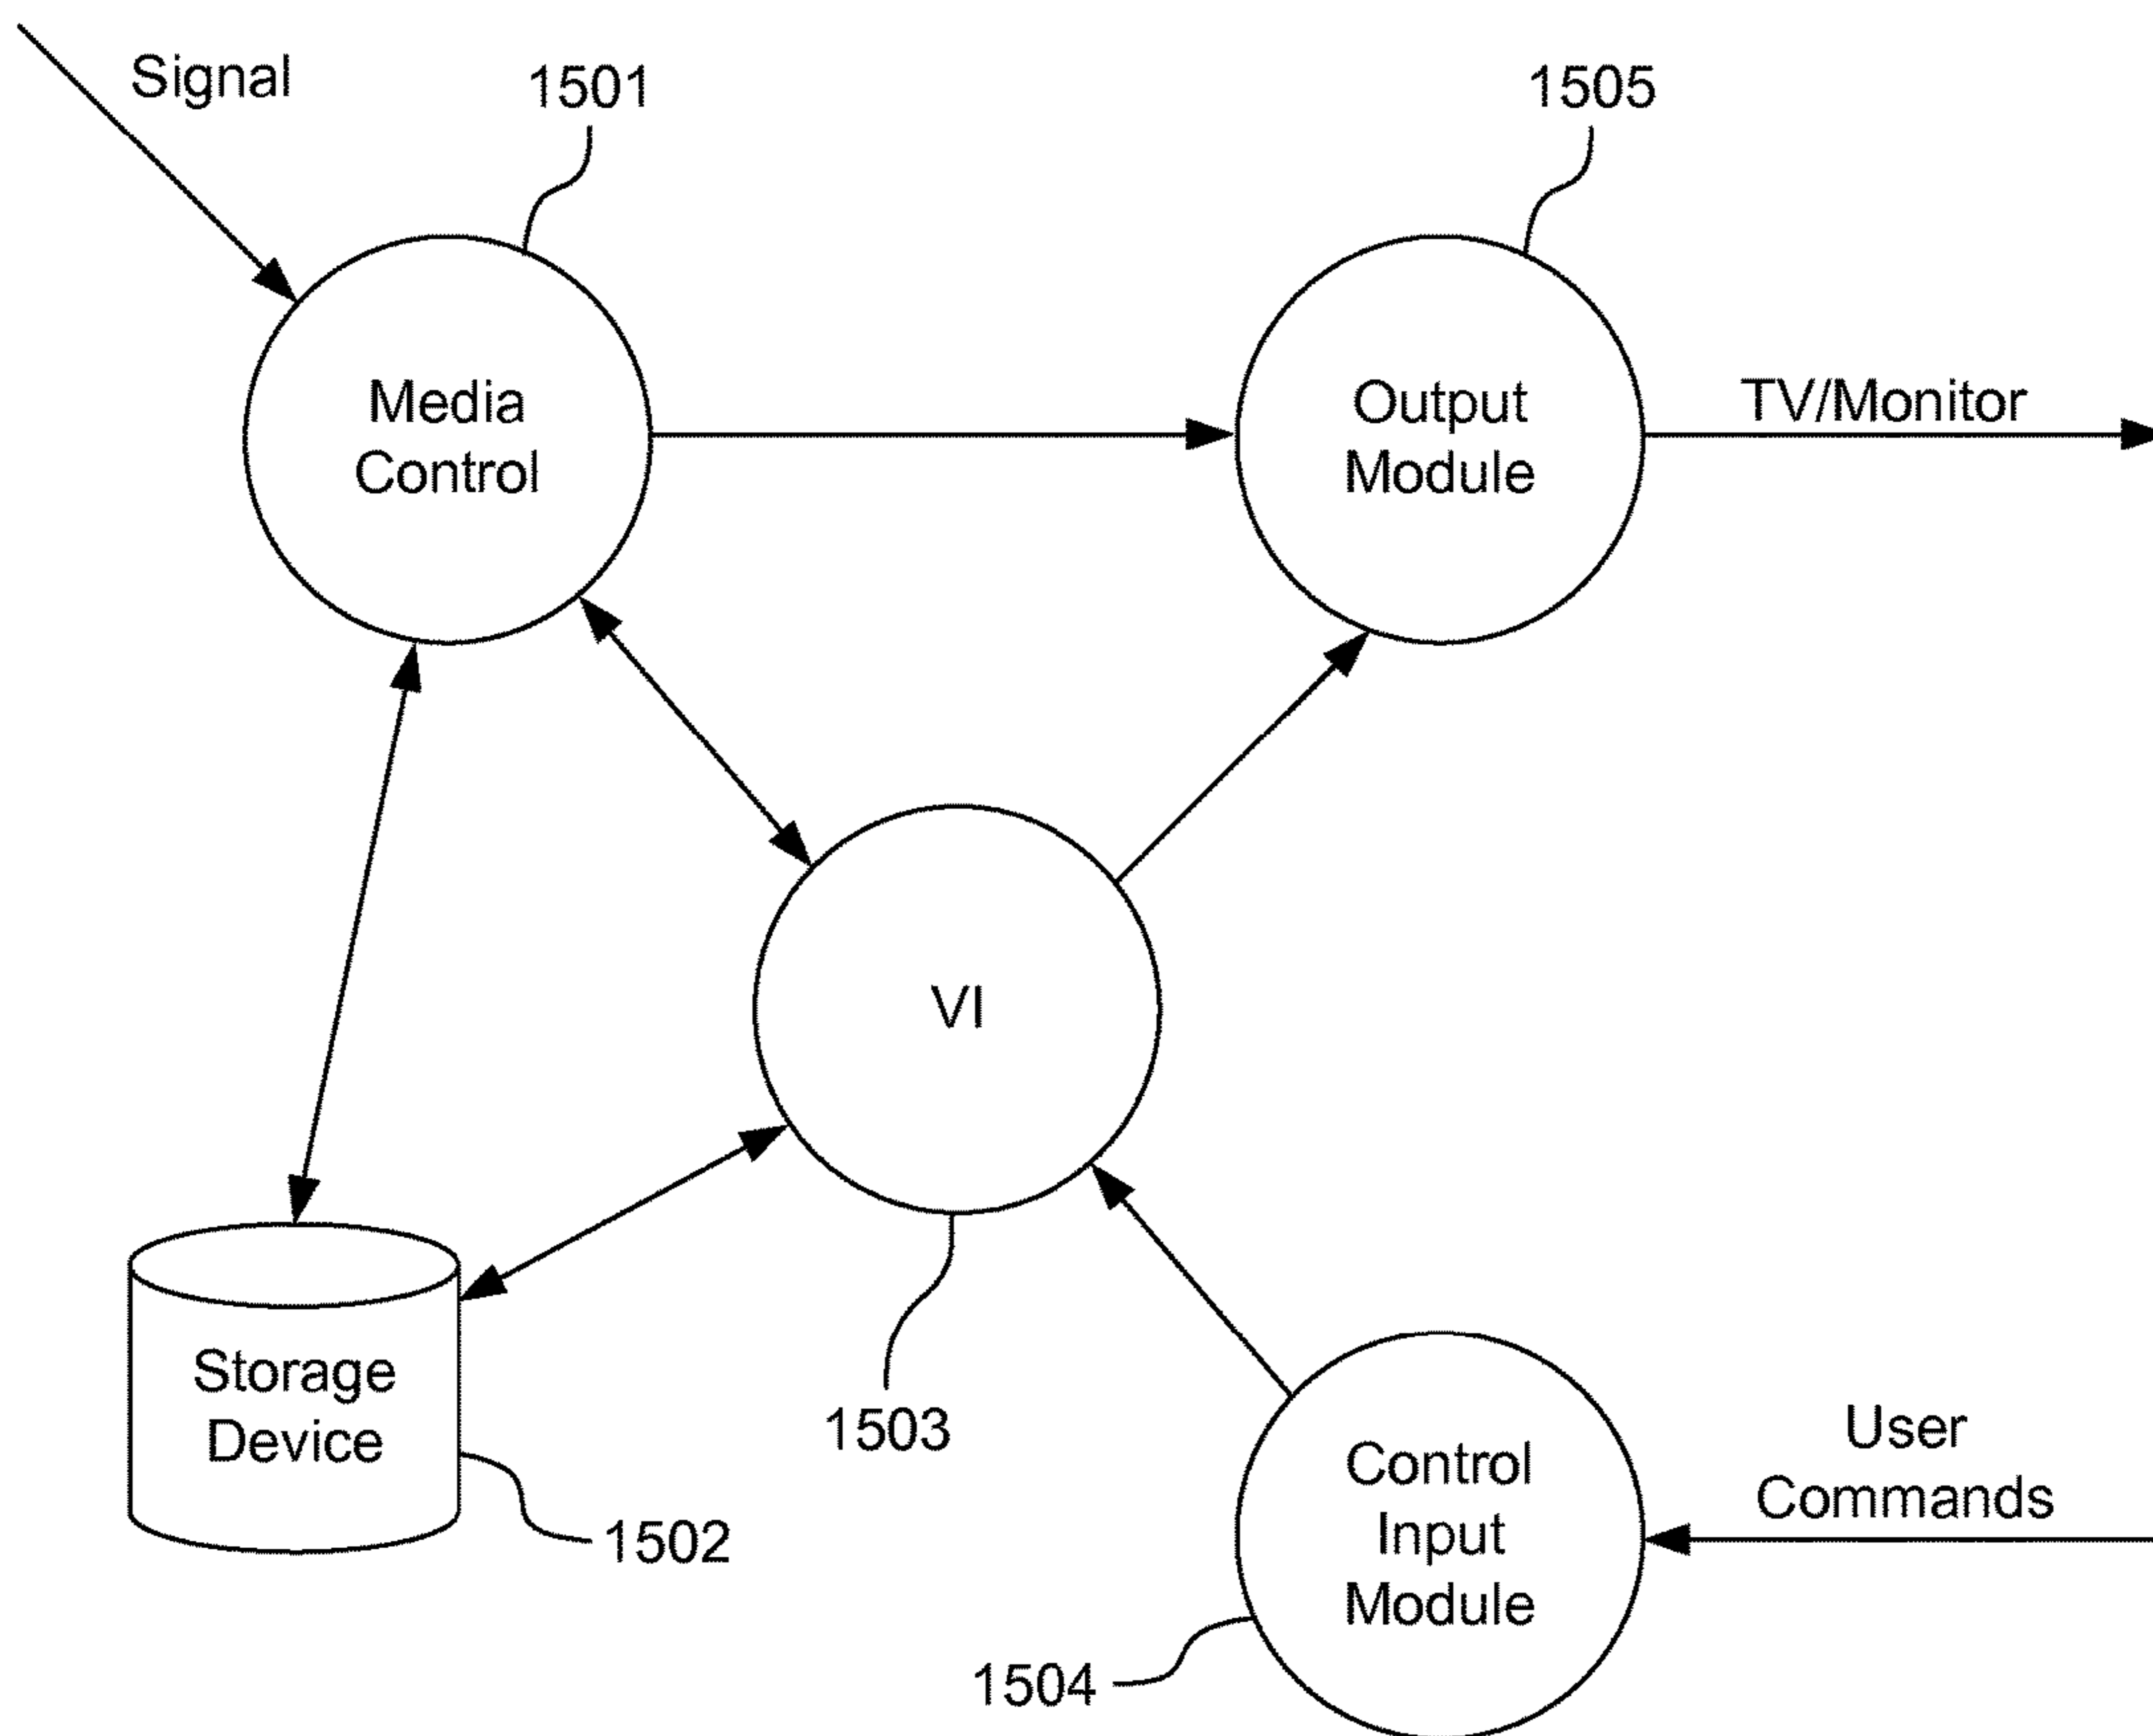 Signal
1501
1505
Media
Control
Output
Module
TV/Monitor
VI
Storage
Device
1503
1502
Control
Input
Module
User
Commands
1504